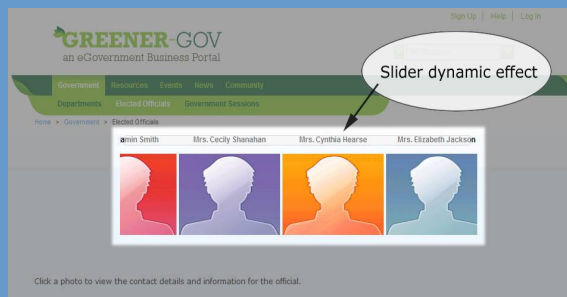 Sign Up | Help | Log In
GREENER-GOV
an eGovernment Business Portal
Slider dynamic effect
Government Resources Events News Community
Departments Elected Officials Government Sessions
Home > Government > Elected Officials
amin Smith Mrs. Cecily Shanahan Mrs. Cynthia Hearse Mrs. Elizabeth Jackson
Click a photo to view the contact details and information for the official.